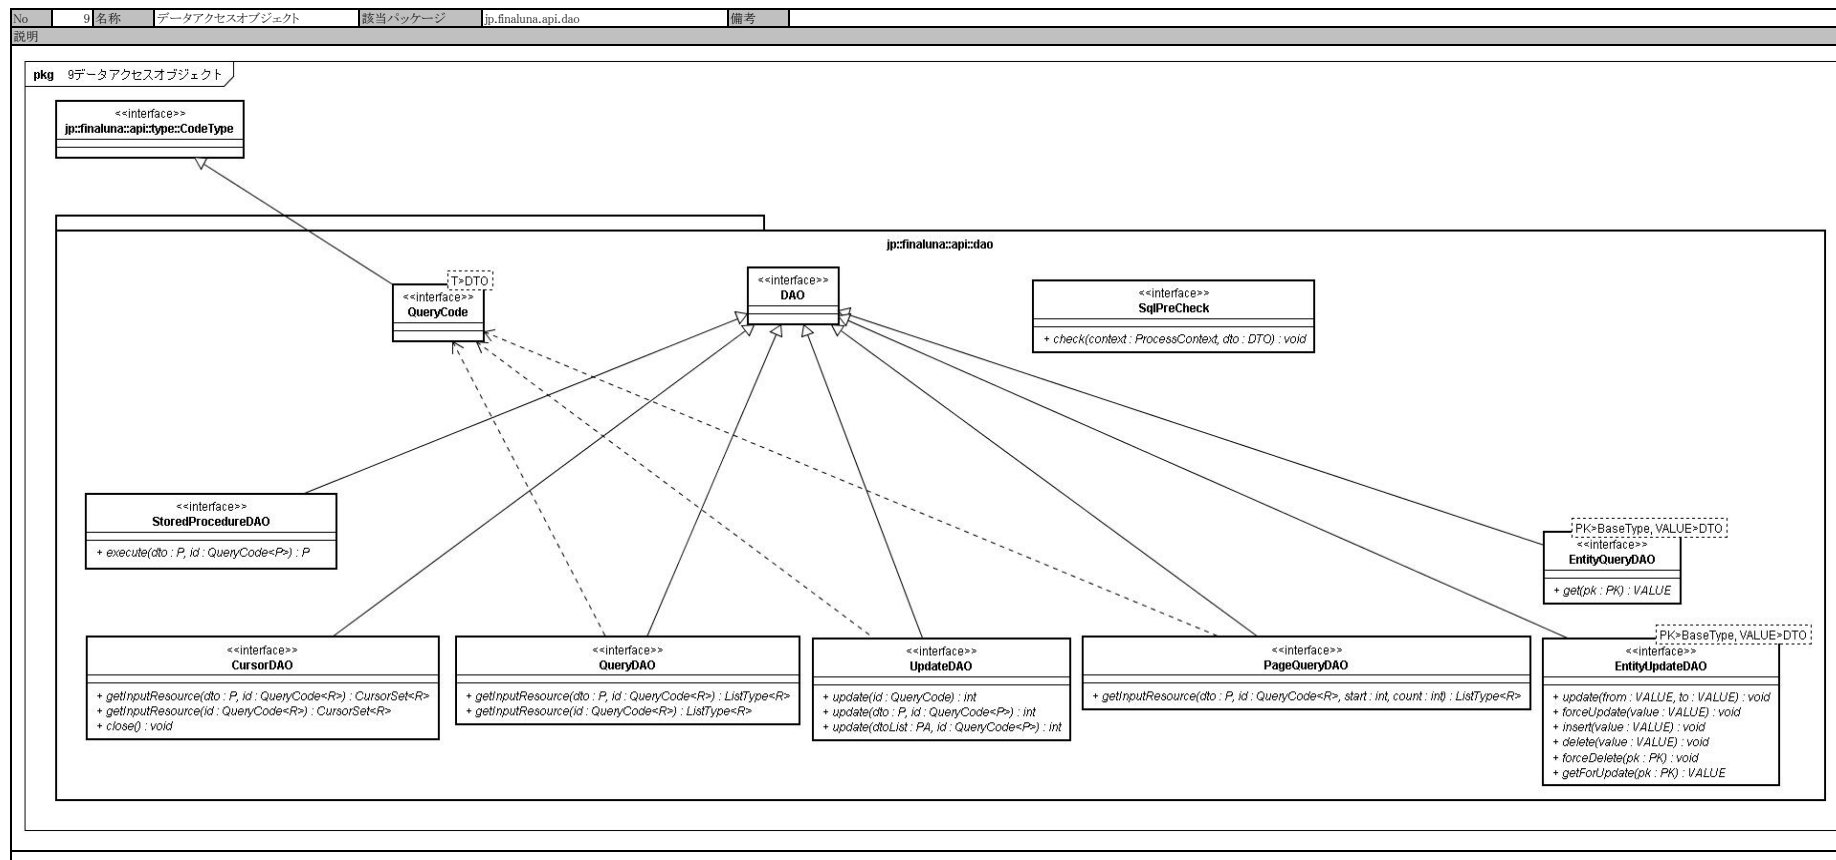 No 9 名称 データアクセスオブジェクト 該当パッケージ jp.finaluna.api.dao 備考
説明
pkg 9データアクセスオブジェクト
<<interface>>
jp::finaluna::api::type::CodeType
jp::finaluna::api::dao
T>DTO
<<interface>>
QueryCode
<<interface>>
DAO
<<interface>>
SqlPreCheck
+ check(context : ProcessContext, dto : DTO) : void
<<interface>>
StoredProcedureDAO
+ execute(dto : P, id : QueryCode<P>) : P
PK>BaseType, VALUE>DTO
<<interface>>
EntityQueryDAO
+ get(pk : PK) : VALUE
<<interface>>
CursorDAO
+ getInputResource(dto : P, id : QueryCode<R>) : CursorSet<R>
+ getInputResource(id : QueryCode<R>) : CursorSet<R>
+ close() : void
<<interface>>
QueryDAO
+ getInputResource(dto : P, id : QueryCode<R>) : ListType<R>
+ getInputResource(id : QueryCode<R>) : ListType<R>
<<interface>>
UpdateDAO
+ update(id : QueryCode) : int
+ update(dto : P, id : QueryCode<P>) : int
+ update(dtoList : PA, id : QueryCode<P>) : int
<<interface>>
PageQueryDAO
+ getInputResource(dto : P, id : QueryCode<R>, start : int, count : int) : ListType<R>
PK>BaseType, VALUE>DTO
<<interface>>
EntityUpdateDAO
+ update(from : VALUE, to : VALUE) : void
+ forceUpdate(value : VALUE) : void
+ insert(value : VALUE) : void
+ delete(value : VALUE) : void
+ forceDelete(pk : PK) : void
+ getForUpdate(pk : PK) : VALUE